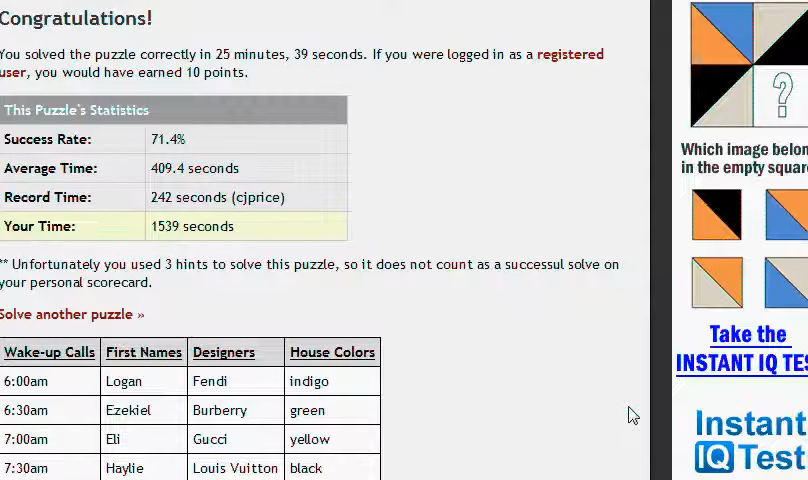 Congratulations!
You solved the puzzle correctly in 25 minutes, 39 seconds. If you were logged in as a registered
user, you would have earned 10 points.
This Puzzle's Statistics
Success Rate: 71.4%
Average Time: 409.4 seconds
Record Time: 242 seconds (cjprice)
Your Time: 1539 seconds
** Unfortunately you used 3 hints to solve this puzzle, so it does not count as a successul solve on
your personal scorecard.
Solve another puzzle »
Wake-up Calls First Names Designers House Colors
6:00am Logan Fendi indigo
6:30am Ezekiel Burberry green
7:00am Eli Gucci yellow
7:30am Haylie Louis Vuitton black
?
Which image belon
in the empty squar
Take the
INSTANT IQ TES
Instant
IQ Test